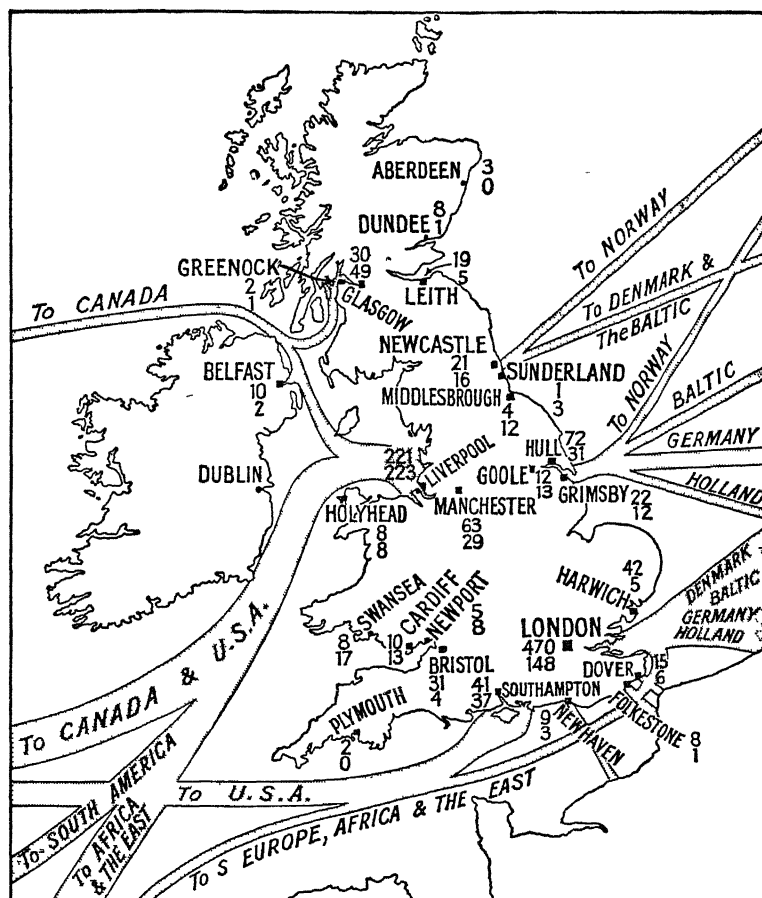 ABERDEEN
3
0
DUNDEE
8
1
GREENOCK
2
1
30
49
GLASGOW
19
5
LEITH
To NORWAY
To DENMARK &
The BALTIC
To CANADA
BELFAST
10
2
NEWCASTLE
21
16
SUNDERLAND
1
3
MIDDLESBROUGH
4
12
To NORWAY
BALTIC
GERMANY
HOLLAND
DUBLIN
221
223
LIVERPOOL
HULL
72
31
GOOLE
12
13
GRIMSBY
22
12
HOLYHEAD
8
8
MANCHESTER
63
29
42
5
HARWICH
DENMARK
BALTIC
GERMANY
HOLLAND
SWANSEA
8
17
CARDIFF
10
13
NEWPORT
5
8
LONDON
470
148
BRISTOL
31
4
DOVER
15
6
41
37
SOUTHAMPTON
FOLKESTONE
8
1
PLYMOUTH
2
0
9
3
NEWHAVEN
To CANADA & U.S.A.
To SOUTH AMERICA
To AFRICA
& THE EAST
To U.S.A.
To S EUROPE, AFRICA & THE EAST